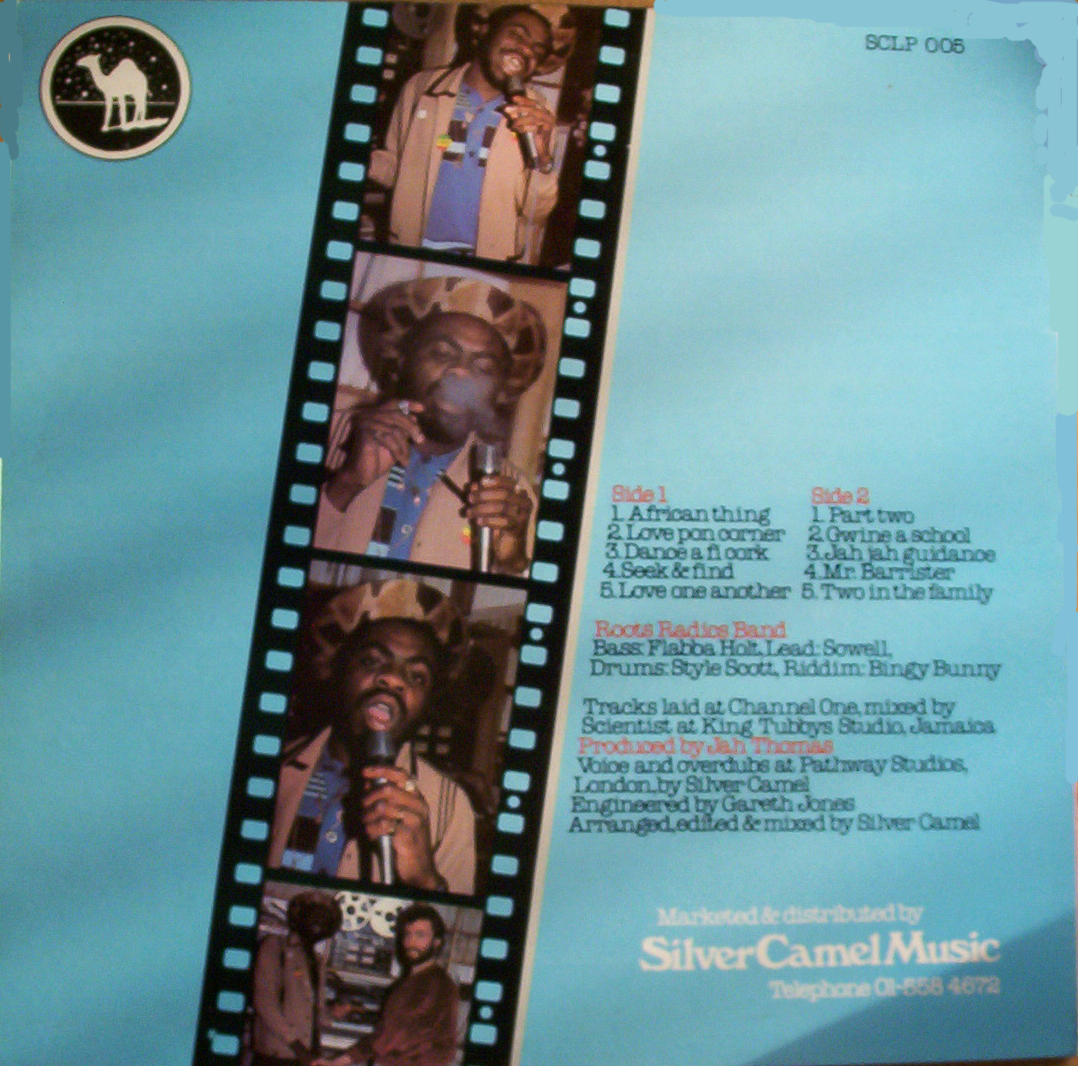 SCLP 005
Side 1
1. African thing
2. Love pon corner
3. Dance a fi cork
4. Seek & find
5. Love one another
Side 2
1. Part two
2. Gwine a school
3. Jah jah guidance
4. Mr. Barrister
5. Two in the family
Roots Radics Band
Bass: Flabba Holt, Lead: Sowell,
Drums: Style Scott, Riddim: Bingy Bunny
Tracks laid at Channel One, mixed by
Scientist at King Tubbys Studio, Jamaica
Produced by Jah Thomas
Voice and overdubs at Pathway Studios,
London, by Silver Camel
Engineered by Gareth Jones
Arranged, edited & mixed by Silver Camel
Marketed & distributed by
Silver Camel Music
Telephone 01-558 4672